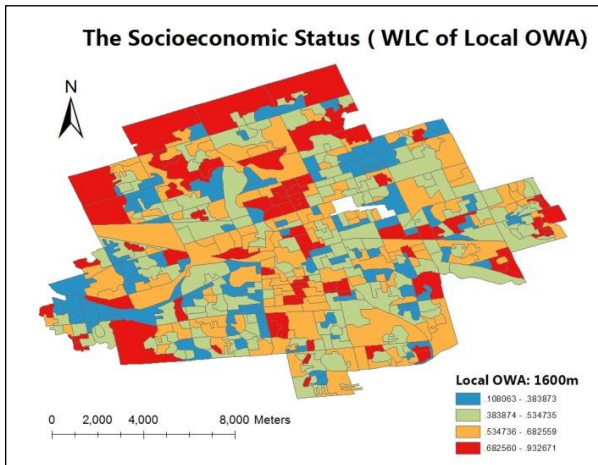 The Socioeconomic Status ( WLC of Local OWA)
N
Local OWA: 1600m
.108063 - .383873
.383874 - .534735
.534736 - .682559
.682560 - .932671
0 2,000 4,000 8,000 Meters